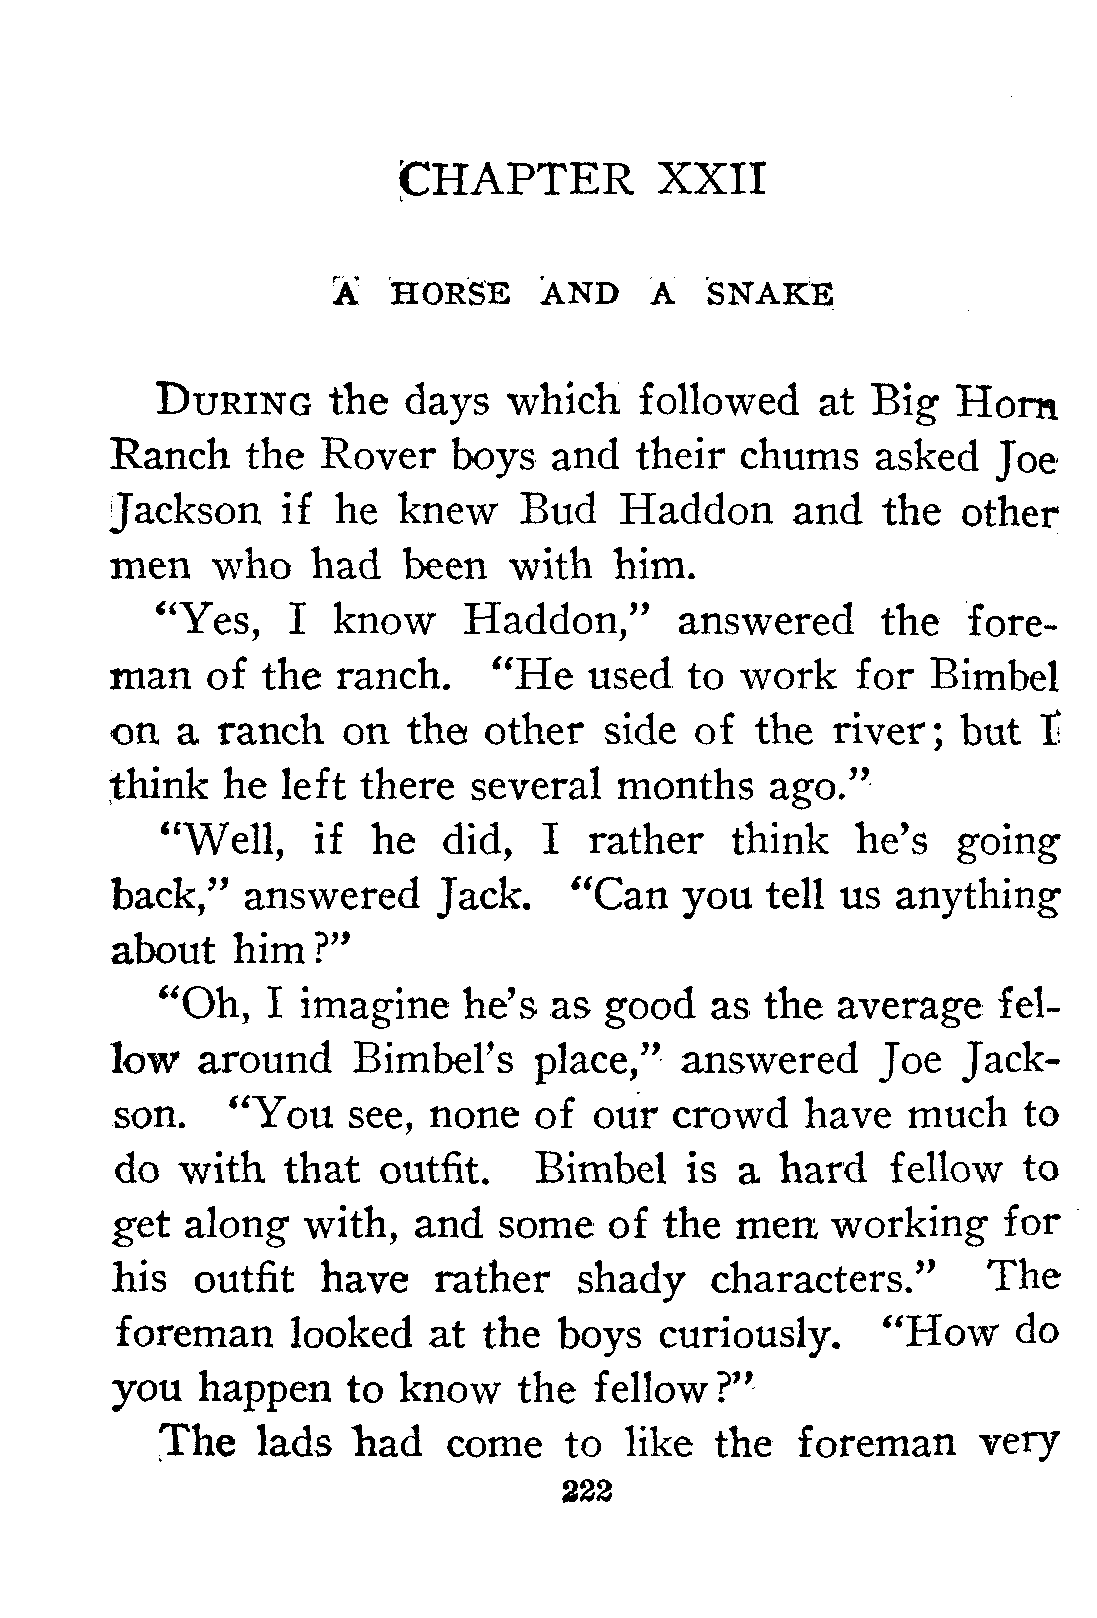 CHAPTER XXII
A HORSE AND A SNAKE
DURING the days which followed at Big Horn
Ranch the Rover boys and their chums asked Joe
Jackson if he knew Bud Haddon and the other
men who had been with him.
“Yes, I know Haddon,” answered the fore-
man of the ranch. “He used to work for Bimbel
on a ranch on the other side of the river; but I
think he left there several months ago.”
“Well, if he did, I rather think he’s going
back,” answered Jack. “Can you tell us anything
about him?”
“Oh, I imagine he’s as good as the average fel-
low around Bimbel’s place,” answered Joe Jack-
son. “You see, none of our crowd have much to
do with that outfit. Bimbel is a hard fellow to
get along with, and some of the men working for
his outfit have rather shady characters.” The
foreman looked at the boys curiously. “How do
you happen to know the fellow?”
The lads had come to like the foreman very
222